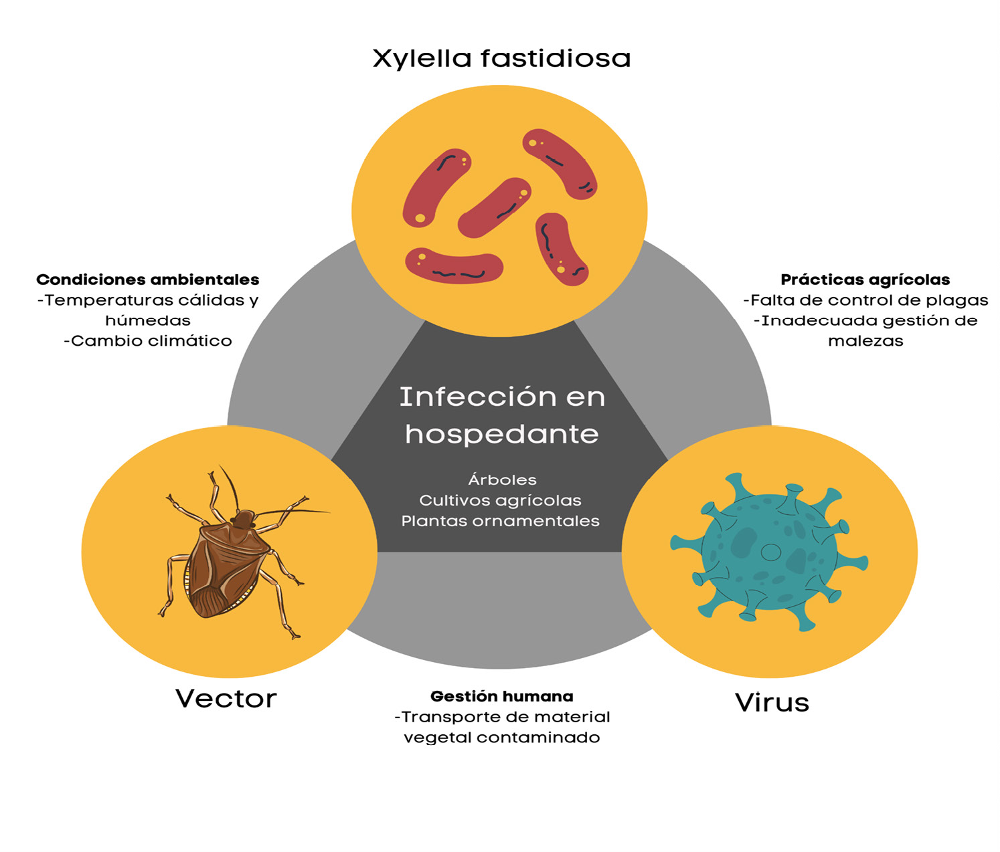 Xylella fastidiosa
Condiciones ambientales
-Temperaturas cálidas y
húmedas
-Cambio climático
Prácticas agrícolas
-Falta de control de plagas
-Inadecuada gestión de
malezas
Infección en
hospedante
Árboles
Cultivos agrícolas
Plantas ornamentales
Vector
Gestión humana
-Transporte de material
vegetal contaminado
Virus